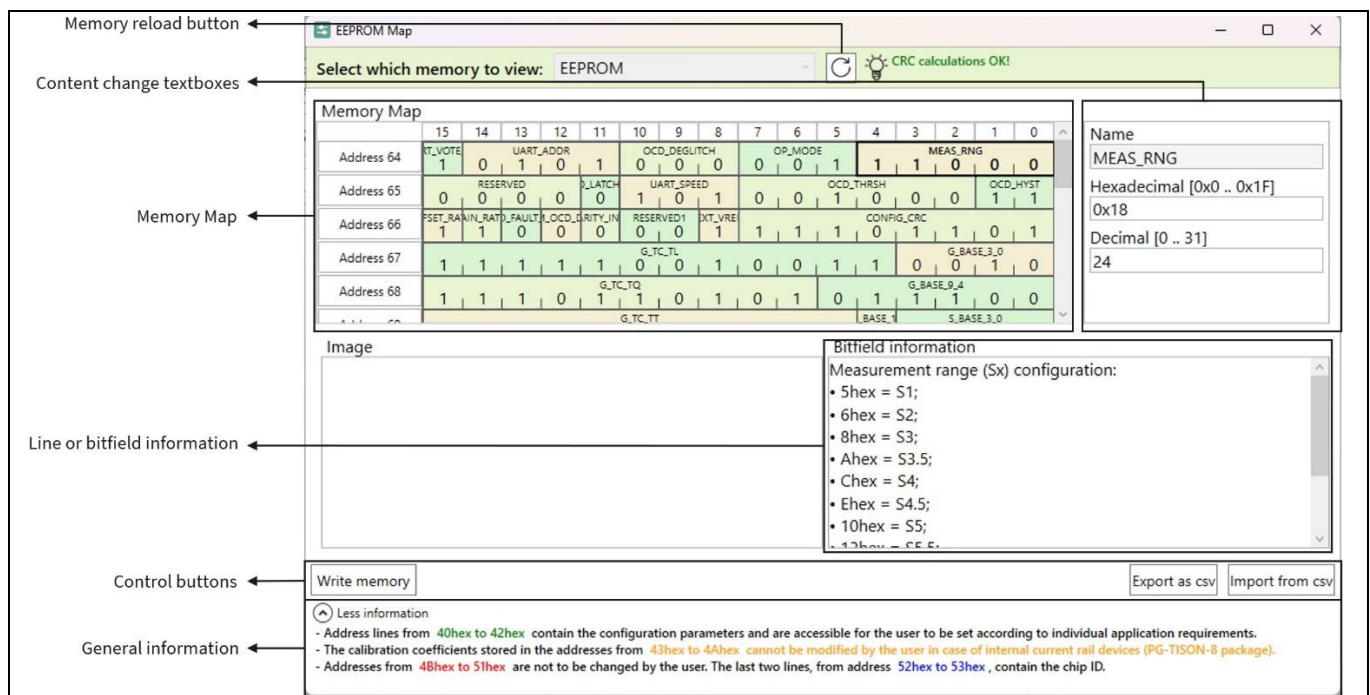 Memory reload button
EEPROM Map
Select which memory to view: EEPROM
CRC calculations OK!
Content change textboxes
Memory Map
15 14 13 12 11 10 9 8 7 6 5 4 3 2 1 0
Address 64
RT_VOTE UART_ADDR OCD_DEGLITCH OP_MODE MEAS_RNG
1 0 1 0 1 0 0 0 0 0 1 1 1 0 0 0
Address 65
RESERVED D_LATCH UART_SPEED OCD_THRSH OCD_HYST
0 0 0 0 0 1 0 1 0 0 1 0 0 0 1 1
Memory Map
Address 66
FSET_RA AIN_RAT D_FAULT_ M_OCD_D ARITY_IN RESERVED1 EXT_VRE CONFIG_CRC
1 1 0 0 0 0 0 1 1 1 1 0 1 1 0 1
Address 67
G_TC_TL G_BASE_3_0
1 1 1 1 1 0 0 1 0 0 1 1 0 0 1 0
Address 68
G_TC_TQ G_BASE_9_4
1 1 1 0 1 1 0 1 0 1 0 1 1 1 0 0
G_TC_TT _BASE_1 S_BASE_3_0
Name
MEAS_RNG
Hexadecimal [0x0 .. 0x1F]
0x18
Decimal [0 .. 31]
24
Image
Bitfield information
Measurement range (Sx) configuration:
• 5hex = S1;
• 6hex = S2;
• 8hex = S3;
• Ahex = S3.5;
• Chex = S4;
• Ehex = S4.5;
• 10hex = S5;
• 12hex = S5.5;
Line or bitfield information
Control buttons
Write memory
Export as csv
Import from csv
Less information
General information
- Address lines from 40hex to 42hex contain the configuration parameters and are accessible for the user to be set according to individual application requirements.
- The calibration coefficients stored in the addresses from 43hex to 4Ahex cannot be modified by the user in case of internal current rail devices (PG-TISON-8 package).
- Addresses from 4Bhex to 51hex are not to be changed by the user. The last two lines, from address 52hex to 53hex , contain the chip ID.